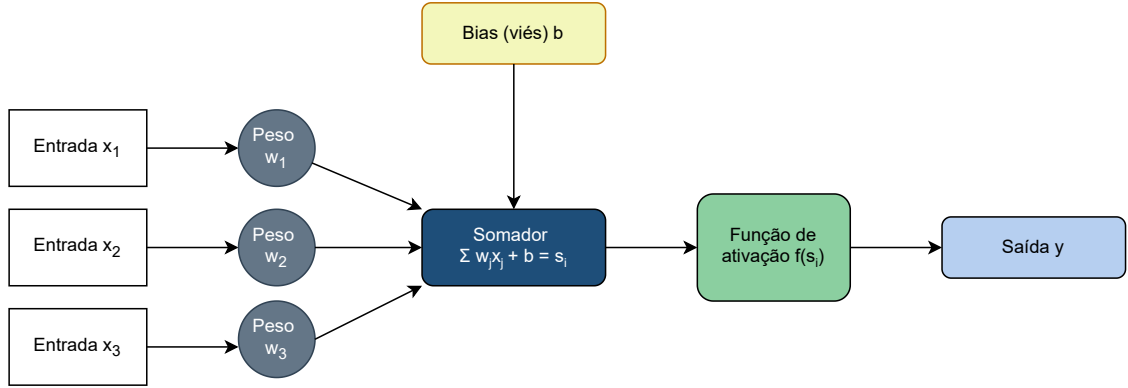 Bias (viés) b
Entrada x₁
Peso
w₁
Entrada x₂
Peso
w₂
Somador
Σ wⱼxⱼ + b = sᵢ
Função de
ativação f(sᵢ)
Saída y
Entrada x₃
Peso
w₃